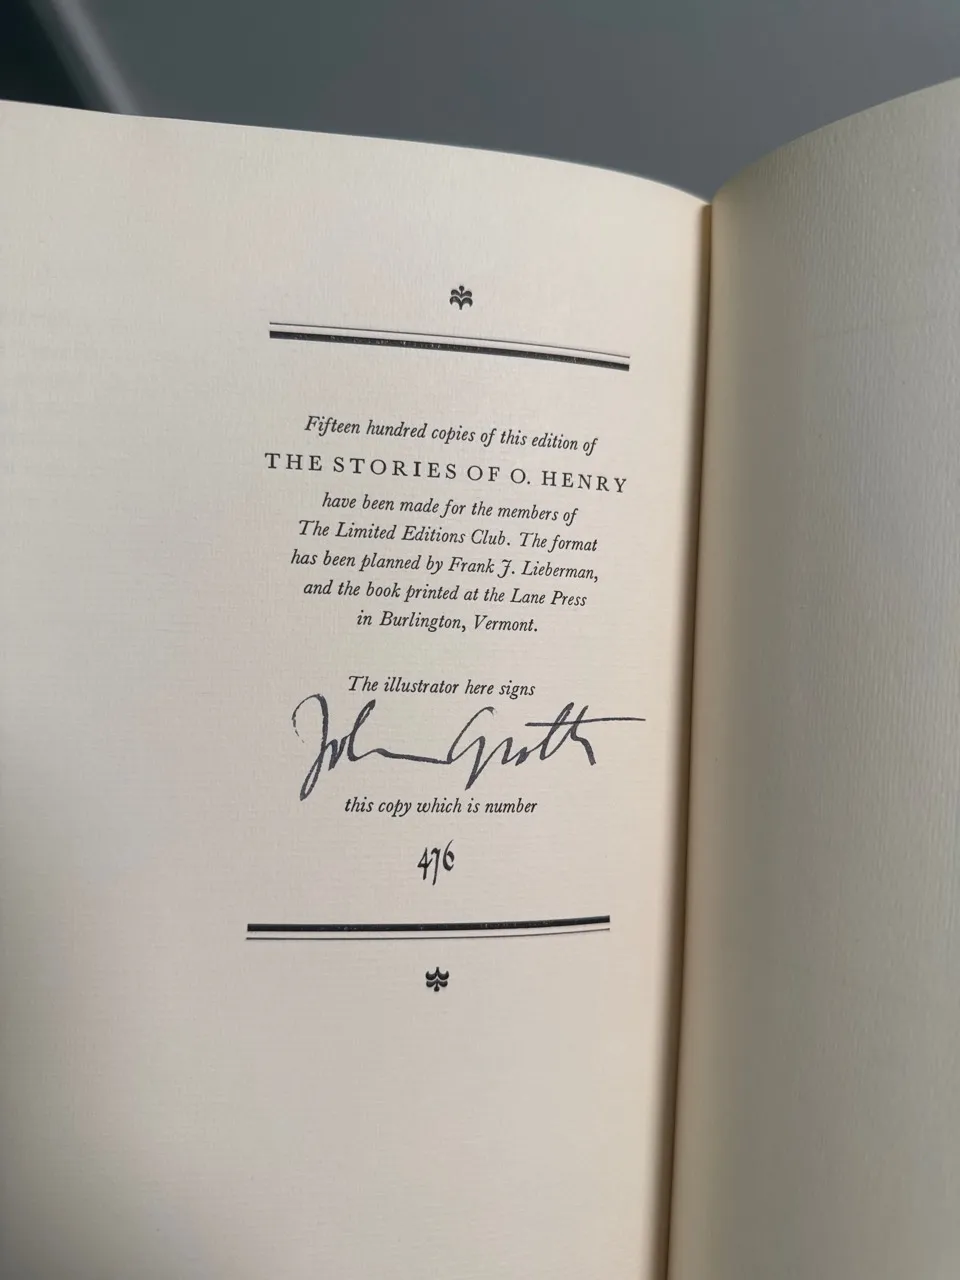 Fifteen hundred copies of this edition of
THE STORIES OF O. HENRY
have been made for the members of
The Limited Editions Club. The format
has been planned by Frank J. Lieberman,
and the book printed at the Lane Press
in Burlington, Vermont.
The illustrator here signs
John Groth
this copy which is number
476